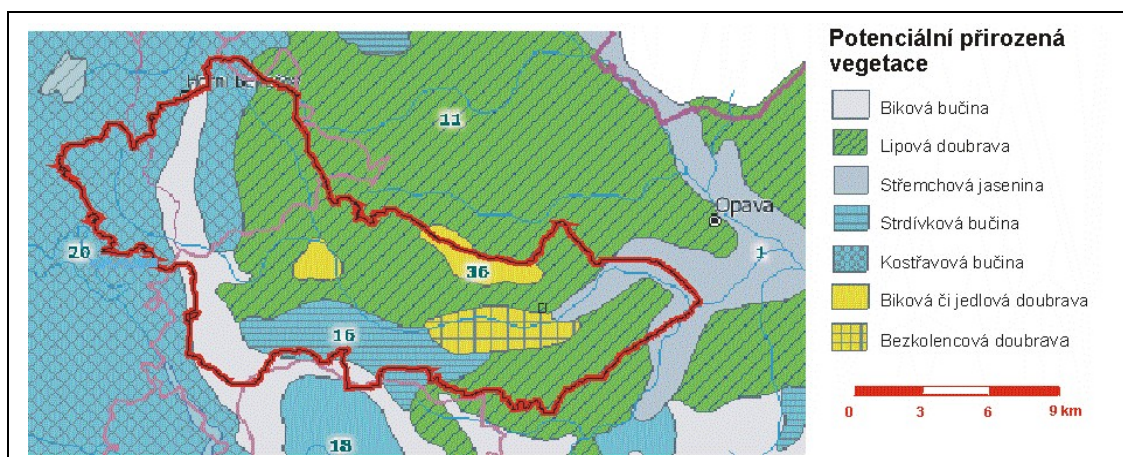 Potenciální přirozená
vegetace
Biková bučina
Lipová doubrava
Střemchová jasenina
Strdívková bučina
Kostřavová bučina
Biková či jedlová doubrava
Bezkolencová doubrava
0 3 6 9 km
Horní
11
Opava
20
36
1
16
18